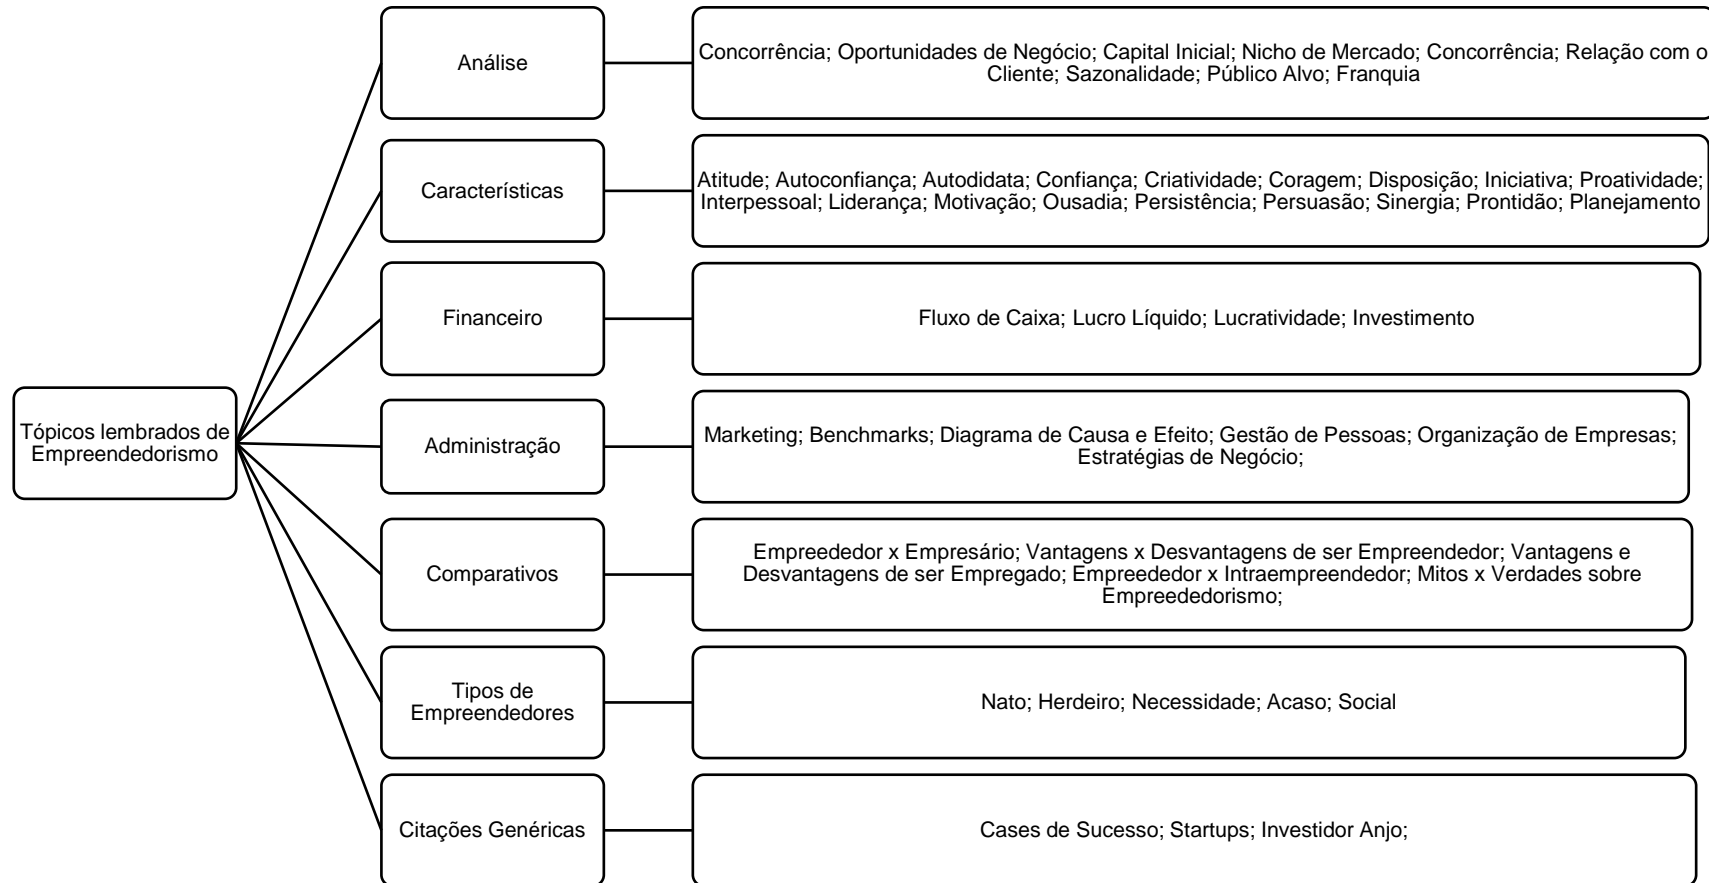 Análise
Concorrência; Oportunidades de Negócio; Capital Inicial; Nicho de Mercado; Concorrência; Relação com o
Cliente; Sazonalidade; Público Alvo; Franquia
Características
Atitude; Autoconfiança; Autodidata; Confiança; Criatividade; Coragem; Disposição; Iniciativa; Proatividade;
Interpessoal; Liderança; Motivação; Ousadia; Persistência; Persuasão; Sinergia; Prontidão; Planejamento
Financeiro
Fluxo de Caixa; Lucro Líquido; Lucratividade; Investimento
Tópicos lembrados de
Empreendedorismo
Administração
Marketing; Benchmarks; Diagrama de Causa e Efeito; Gestão de Pessoas; Organização de Empresas;
Estratégias de Negócio;
Comparativos
Empreededor x Empresário; Vantagens x Desvantagens de ser Empreendedor; Vantagens e
Desvantagens de ser Empregado; Empreededor x Intraempreendedor; Mitos x Verdades sobre
Empreededorismo;
Tipos de
Empreendedores
Nato; Herdeiro; Necessidade; Acaso; Social
Citações Genéricas
Cases de Sucesso; Startups; Investidor Anjo;